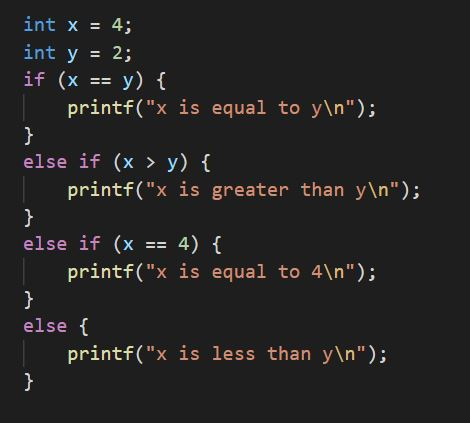 int x = 4;
int y = 2;
if (x == y) {
    printf("x is equal to y\n");
}
else if (x > y) {
    printf("x is greater than y\n");
}
else if (x == 4) {
    printf("x is equal to 4\n");
}
else {
    printf("x is less than y\n");
}